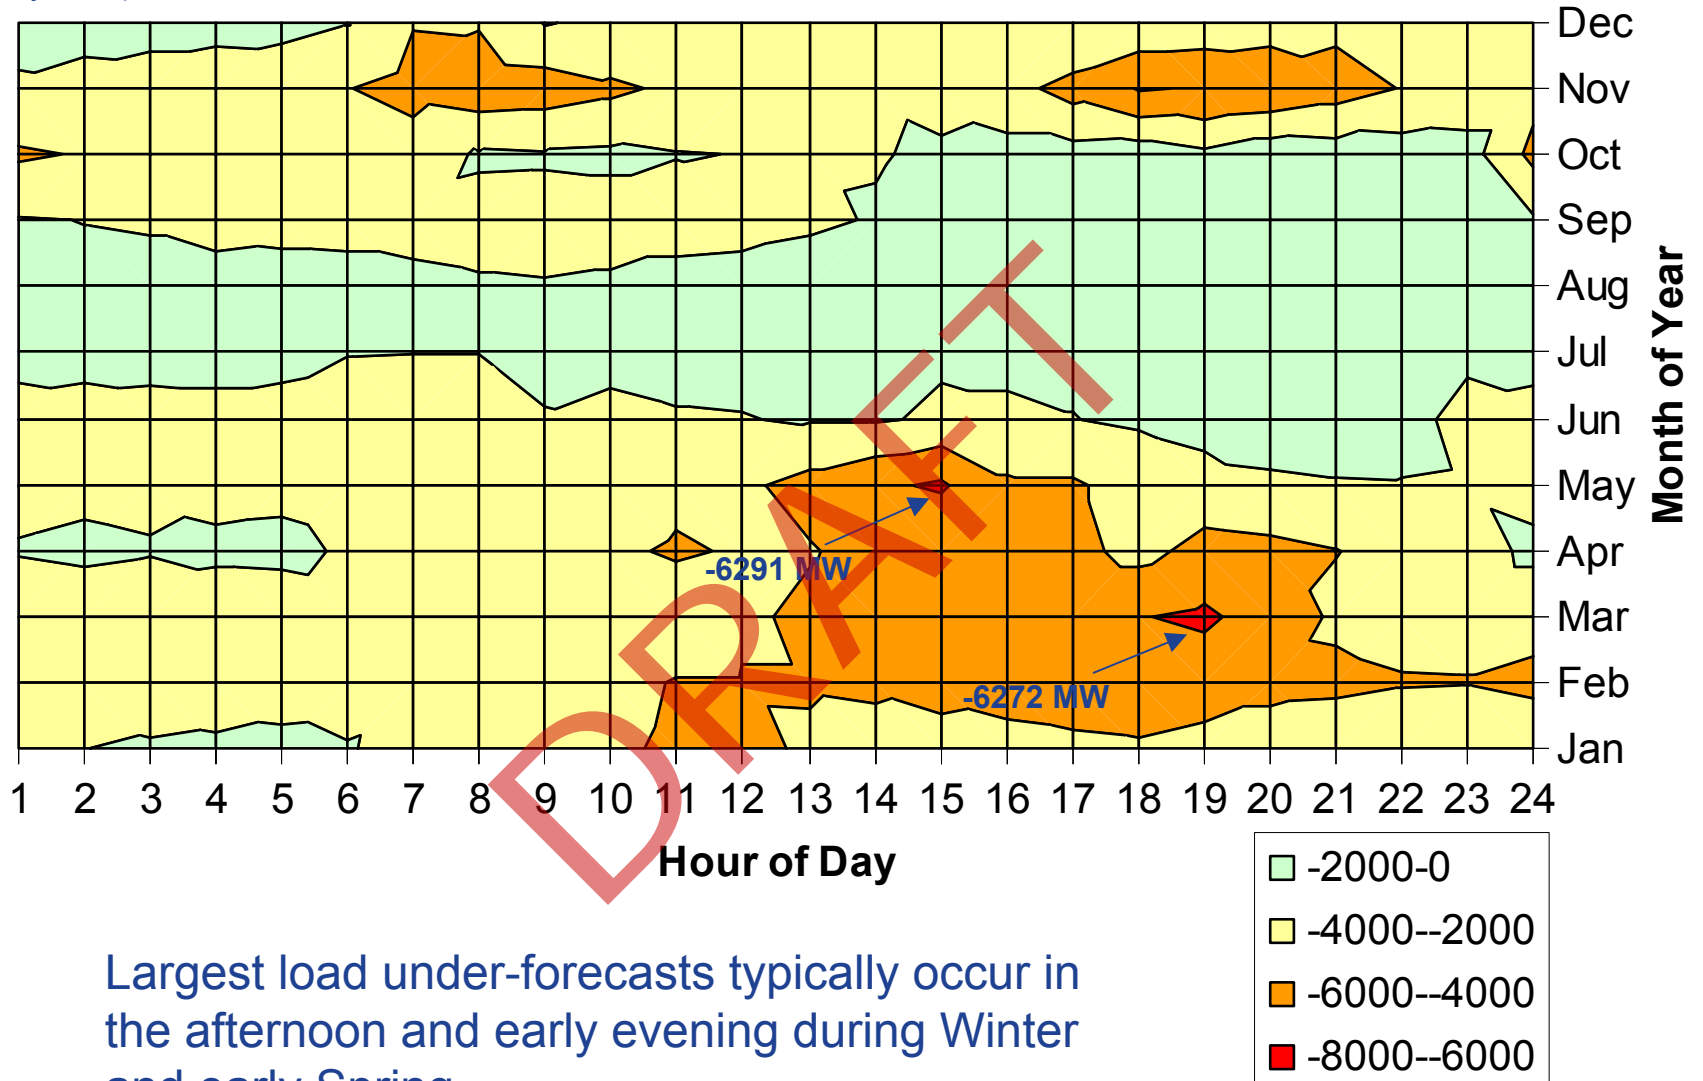 Dec
Nov
Oct
Sep
Aug
Jul
Jun
May
Apr
Mar
Feb
Jan
Month of Year
-6291 MW
-6272 MW
DRAFT
1 2 3 4 5 6 7 8 9 10 11 12 13 14 15 16 17 18 19 20 21 22 23 24
Hour of Day
-2000-0
-4000--2000
-6000--4000
-8000--6000
Largest load under-forecasts typically occur in
the afternoon and early evening during Winter
and early Spring